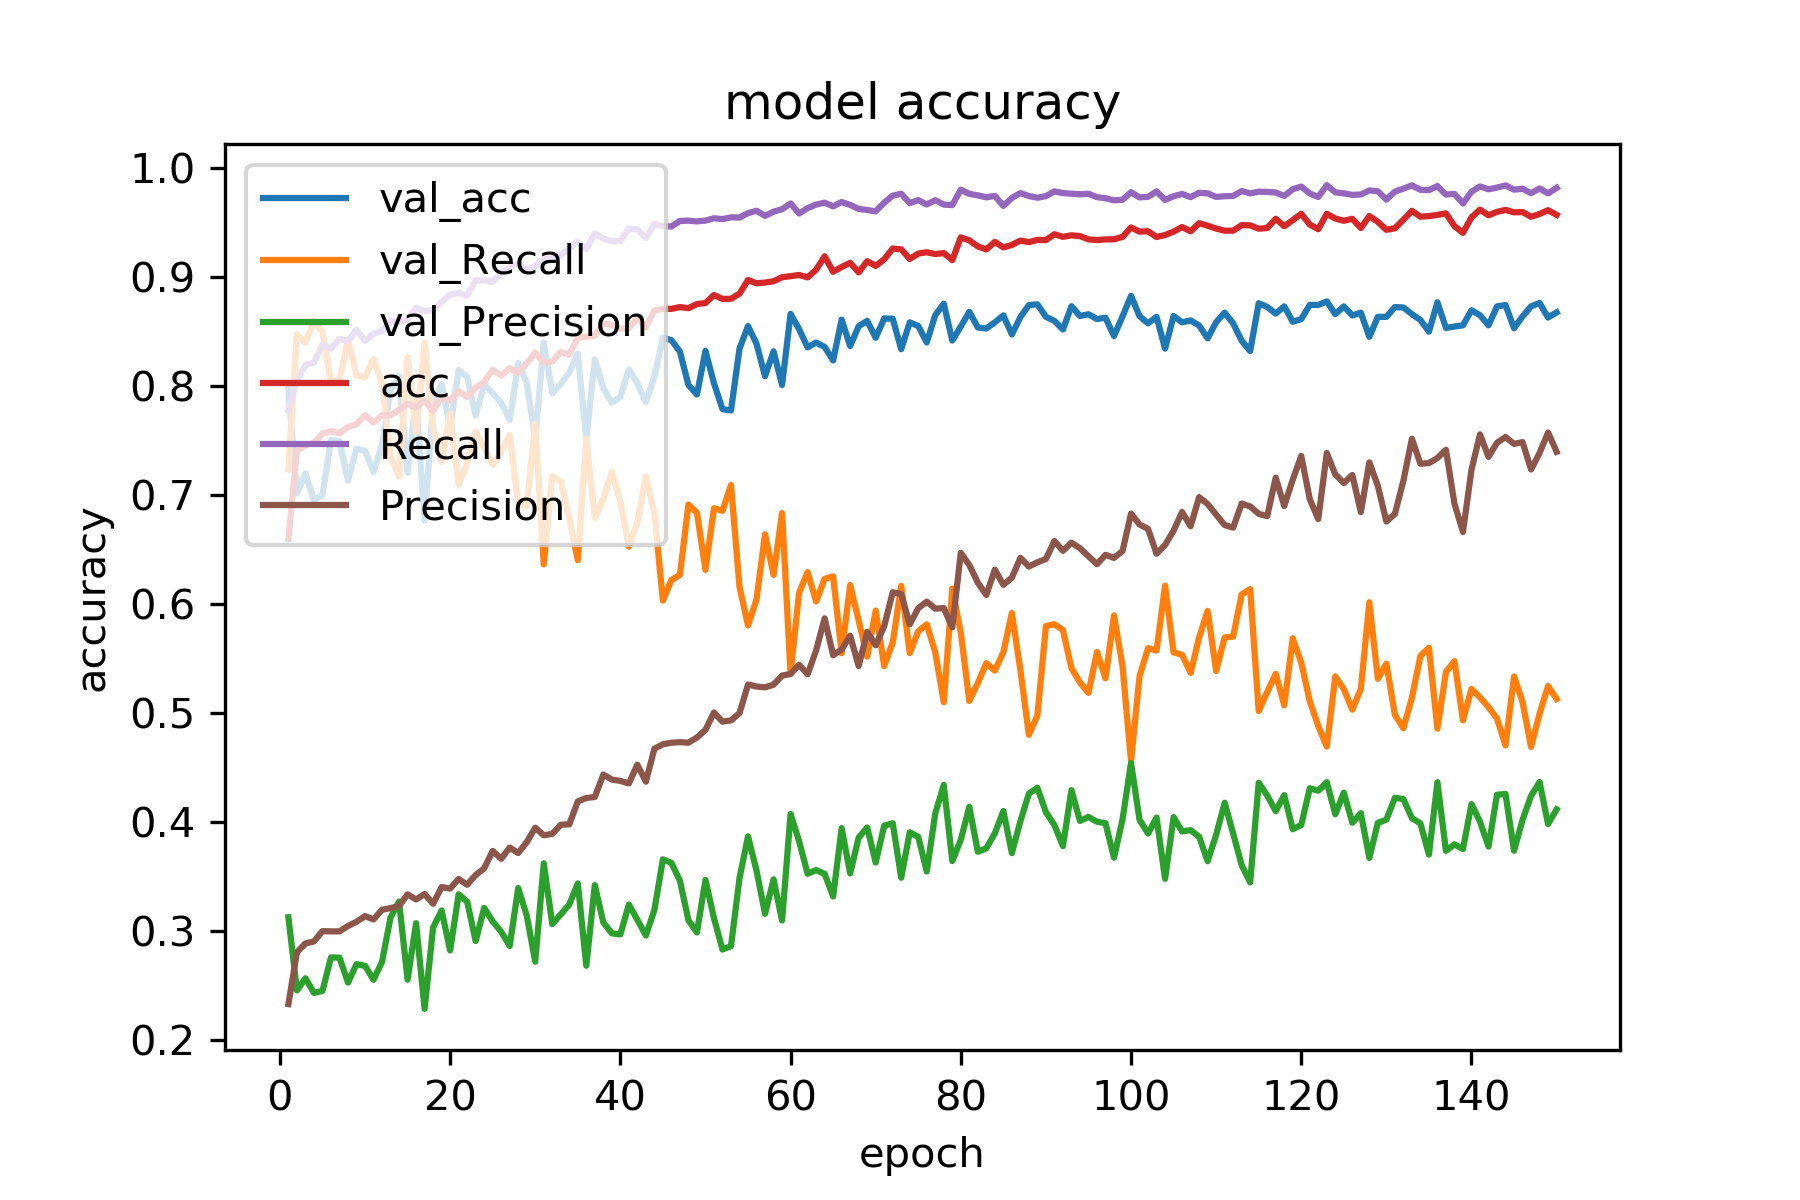 model accuracy
1.0
0.9
0.8
0.7
0.6
0.5
0.4
0.3
0.2
accuracy
val_acc
val_Recall
val_Precision
acc
Recall
Precision
0 20 40 60 80 100 120 140
epoch